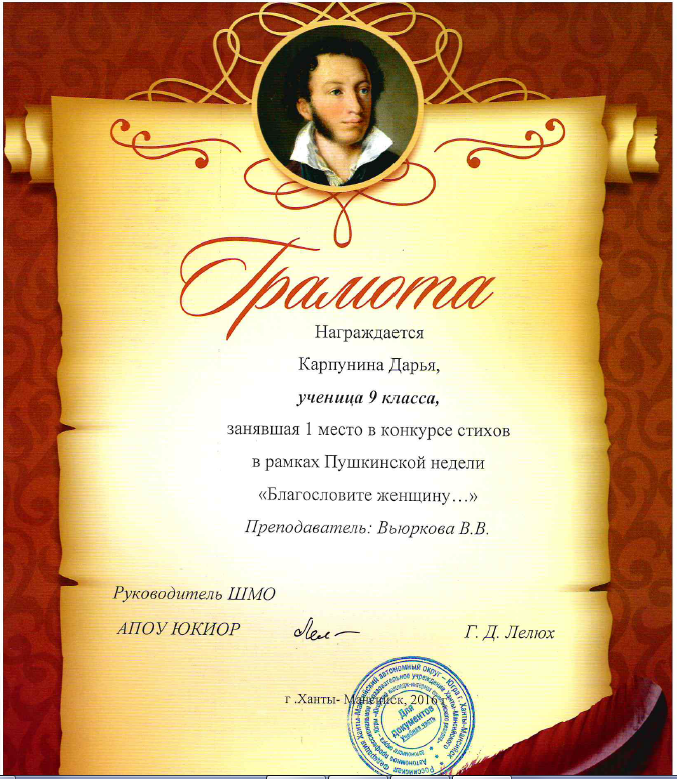 Грамота
Награждается
Карпунина Дарья,
ученица 9 класса,
занявшая 1 место в конкурсе стихов
в рамках Пушкинской недели
«Благословите женщину…»
Преподаватель: Вьюркова В.В.
Руководитель ШМО
АПОУ ЮКИОР Г. Д. Лелюх
г .Ханты- Мансийск, 2016 г
Для
документов